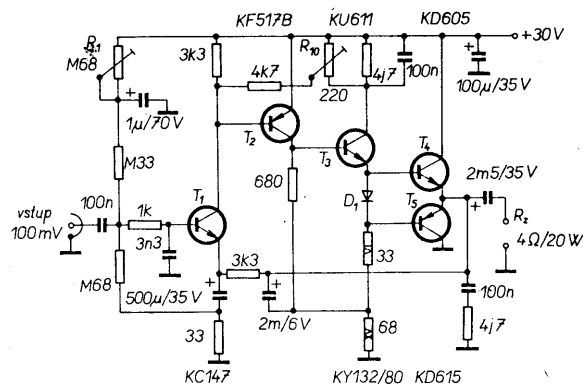 KF517B KU611 KD605
+30V
M68
3k3
4k7
R10
220
4j7
100n
100μ/35V
1μ/70V
T2
T3
T4
M33
680
2m5/35V
T1
D1
T5
Rz
100n
1k
vstup
100mV
3n3
33
4Ω/20W
3k3
M68
500μ/35V
2m/6V
100n
33
68
4j7
KC147 KY132/80 KD615